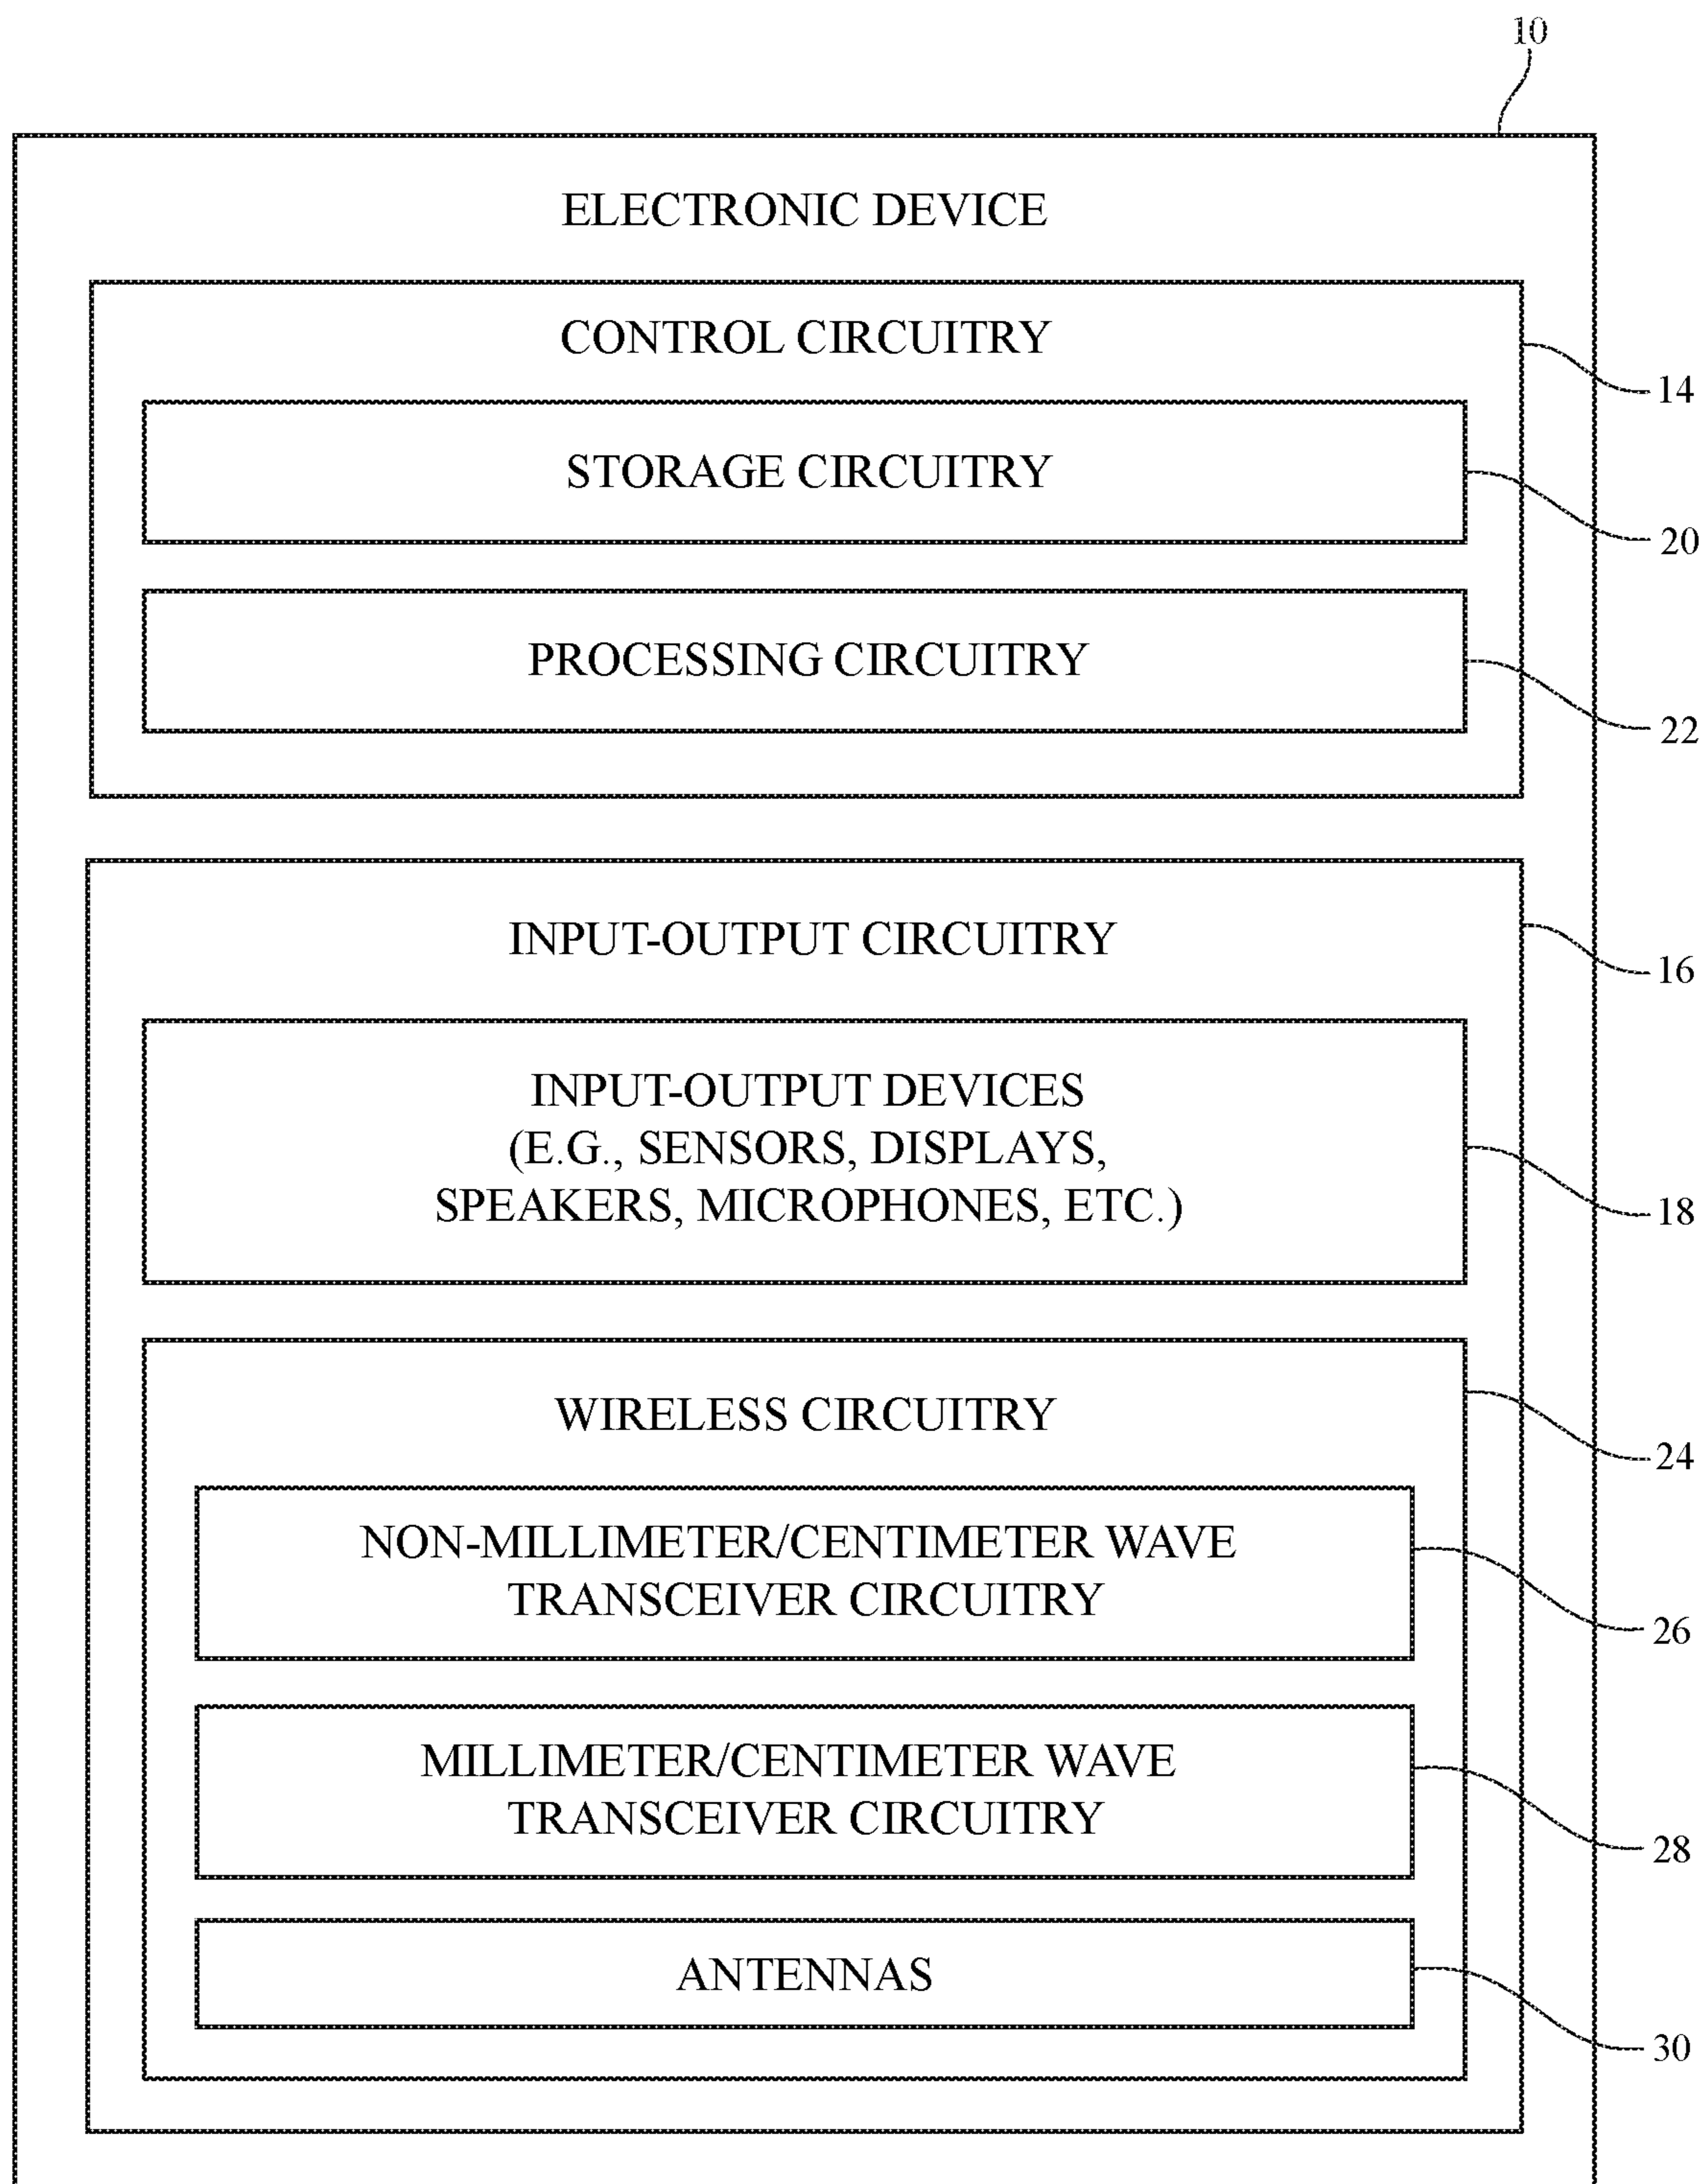 10
ELECTRONIC DEVICE
CONTROL CIRCUITRY
14
STORAGE CIRCUITRY
20
PROCESSING CIRCUITRY
22
INPUT-OUTPUT CIRCUITRY
16
INPUT-OUTPUT DEVICES
(E.G., SENSORS, DISPLAYS,
SPEAKERS, MICROPHONES, ETC.)
18
WIRELESS CIRCUITRY
24
NON-MILLIMETER/CENTIMETER WAVE
TRANSCEIVER CIRCUITRY
26
MILLIMETER/CENTIMETER WAVE
TRANSCEIVER CIRCUITRY
28
ANTENNAS
30